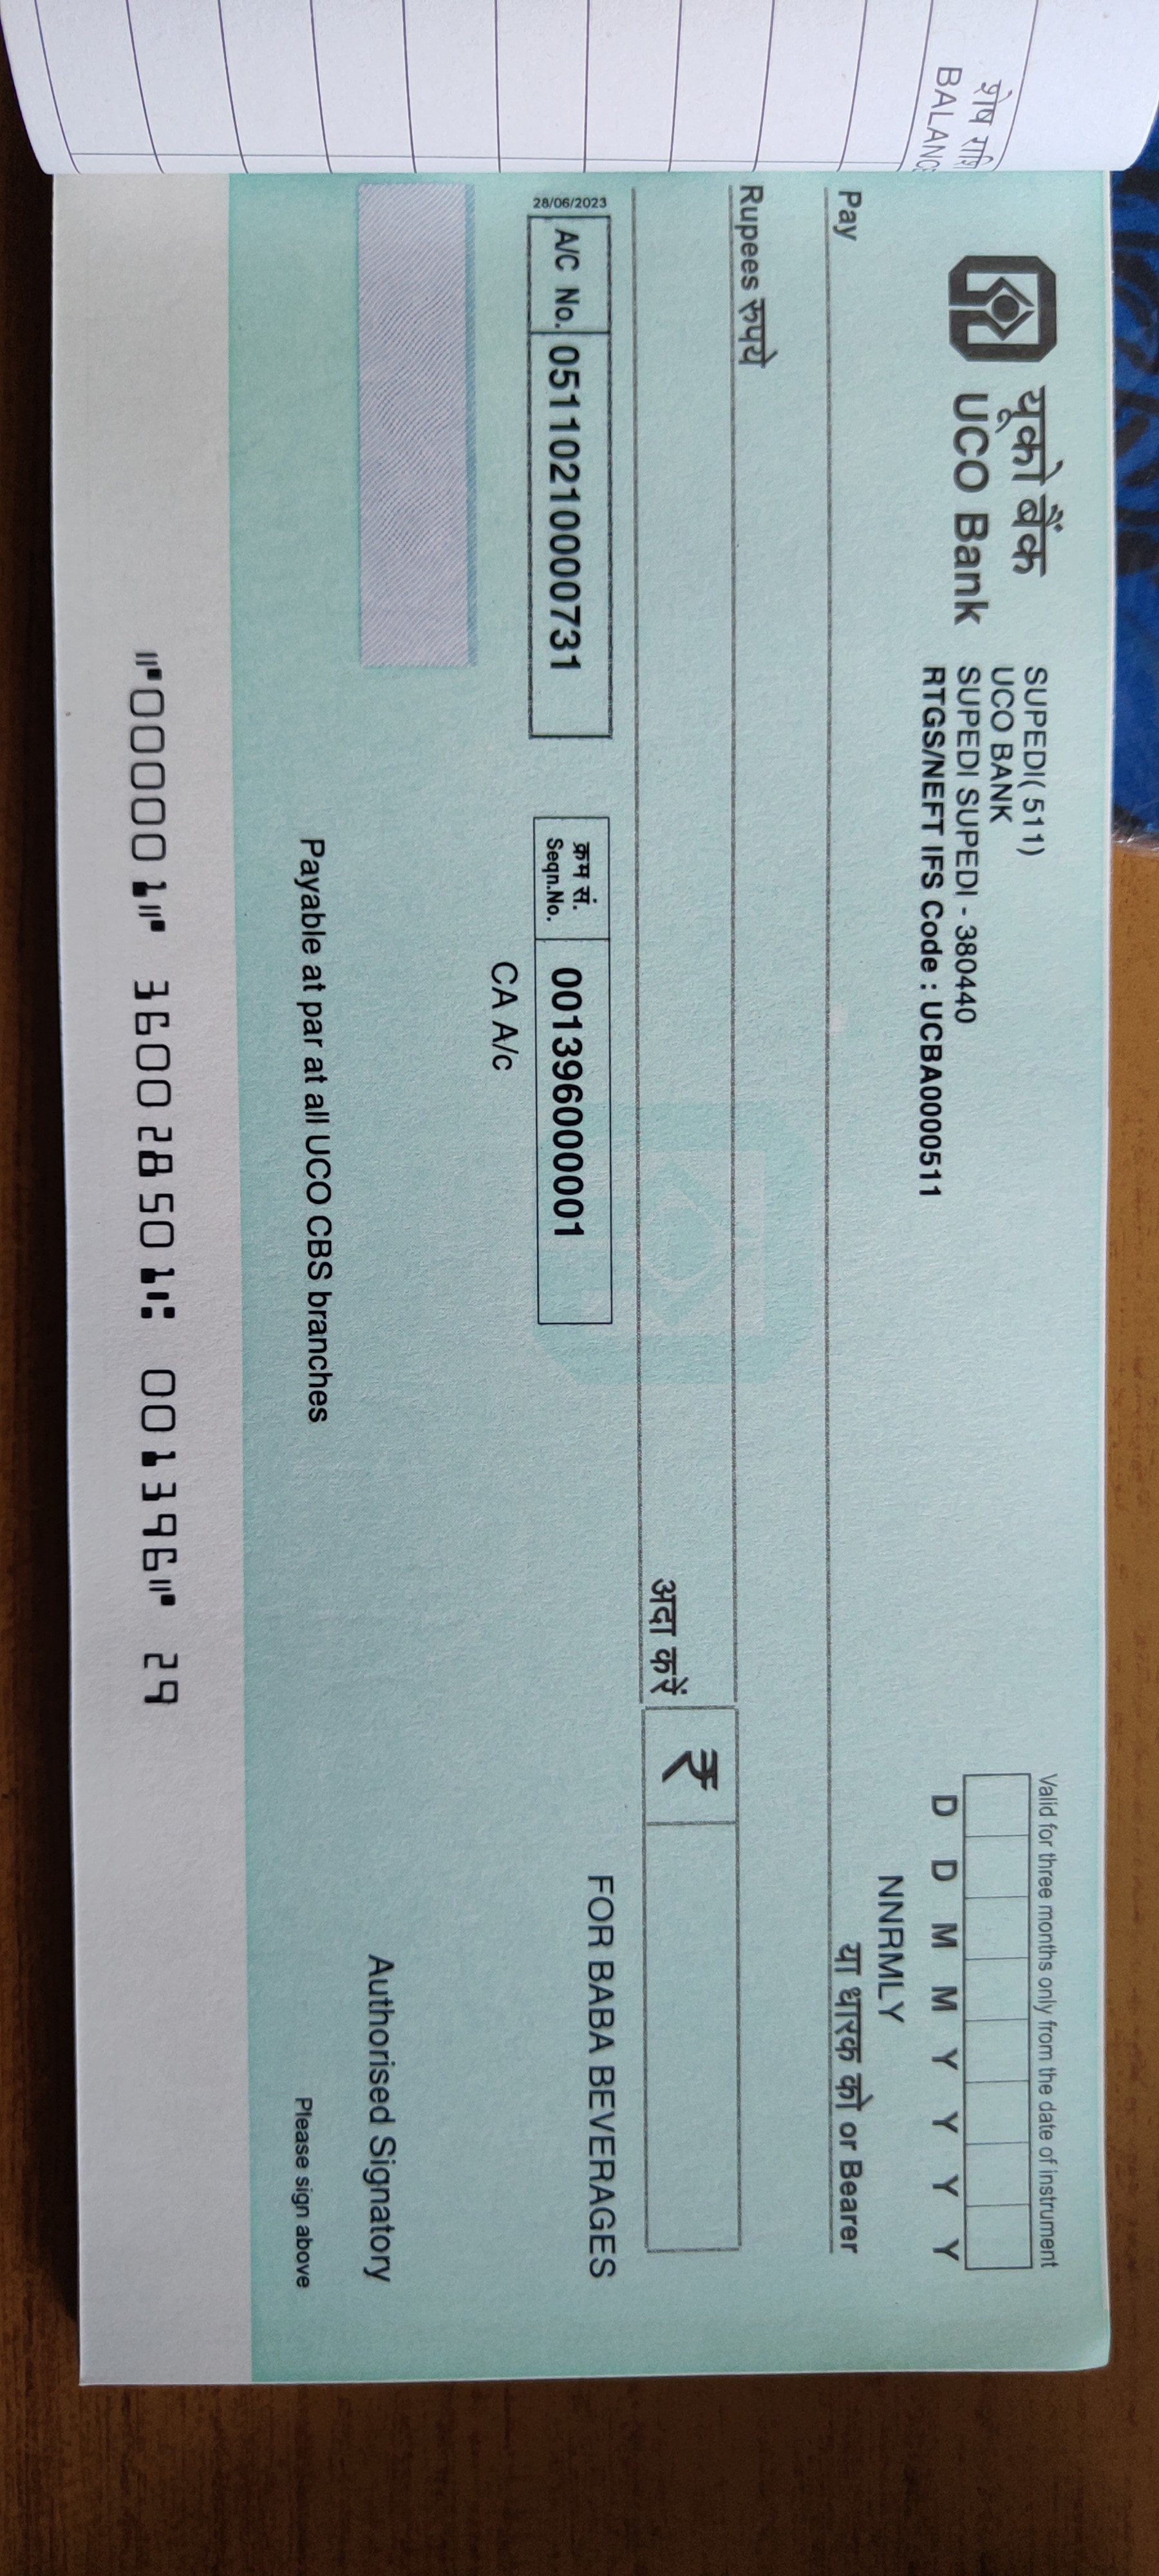 शेष राशि
BALANCE
यूको बैंक
UCO Bank
SUPEDI( 511)
UCO BANK
SUPEDI SUPEDI - 380440
RTGS/NEFT IFS Code : UCBA0000511
Valid for three months only from the date of instrument
D D M M Y Y Y Y
NNRMLY
Pay
या धारक को or Bearer
Rupees रुपये
अदा करें
₹
28/06/2023
A/C No. 05110210000731
क्रम सं.
Seqn.No.
001396000001
CA A/c
FOR BABA BEVERAGES
Authorised Signatory
Please sign above
Payable at par at all UCO CBS branches
⑈000001⑈ 360028501⑆ 001396⑈ 29